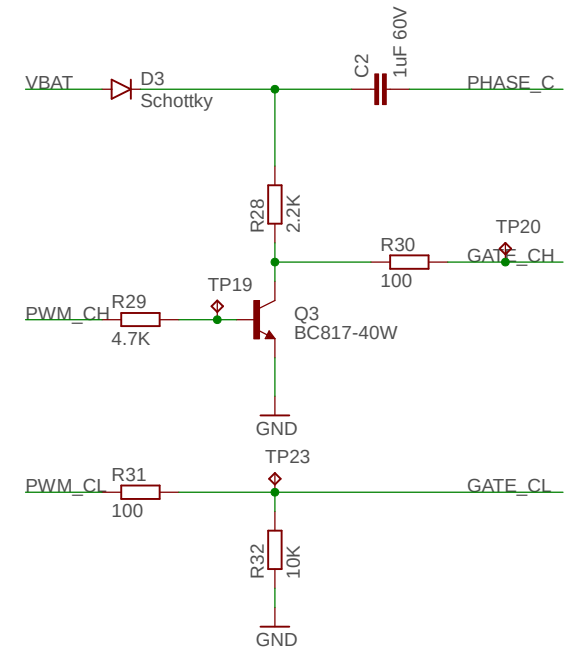 VBAT
D3
Schottky
C2
1uF 60V
PHASE_C
R28
2.2K
R30
100
TP20
GATE_CH
TP19
PWM_CH
R29
4.7K
Q3
BC817-40W
GND
TP23
PWM_CL
R31
100
GATE_CL
R32
10K
GND